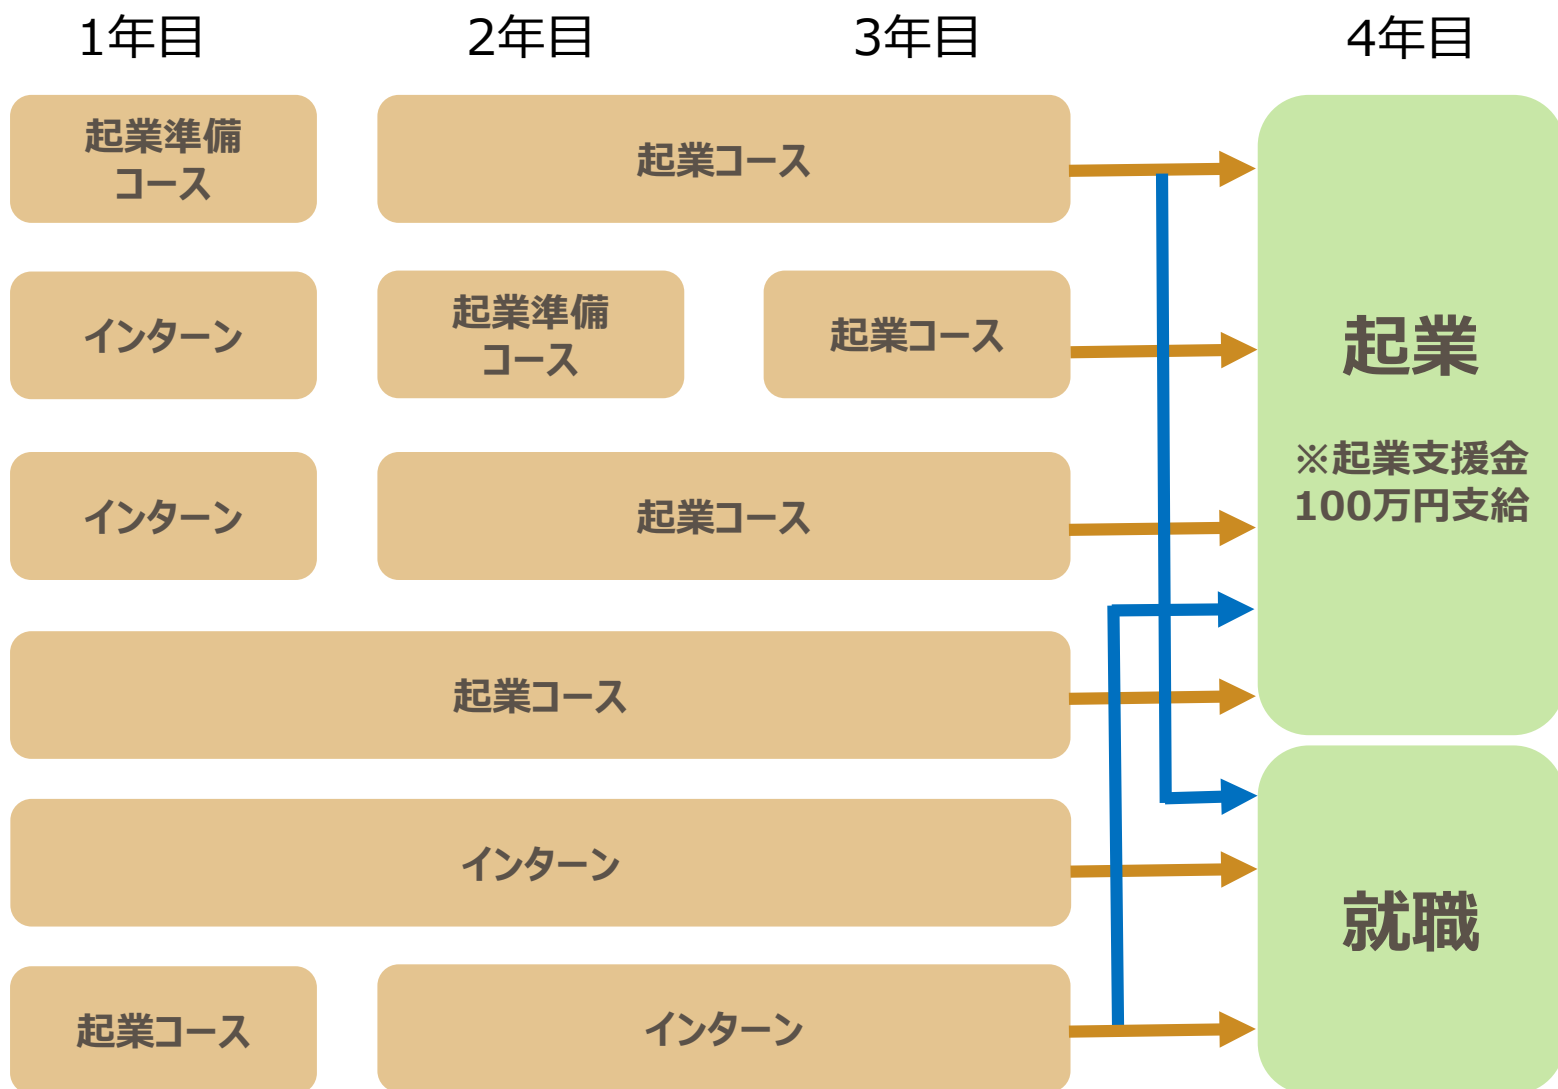 1年目
2年目
3年目
4年目
起業準備
コース
起業コース
インターン
起業準備
コース
起業コース
インターン
起業コース
起業コース
インターン
起業コース
インターン
起業
※起業支援金
100万円支給
就職